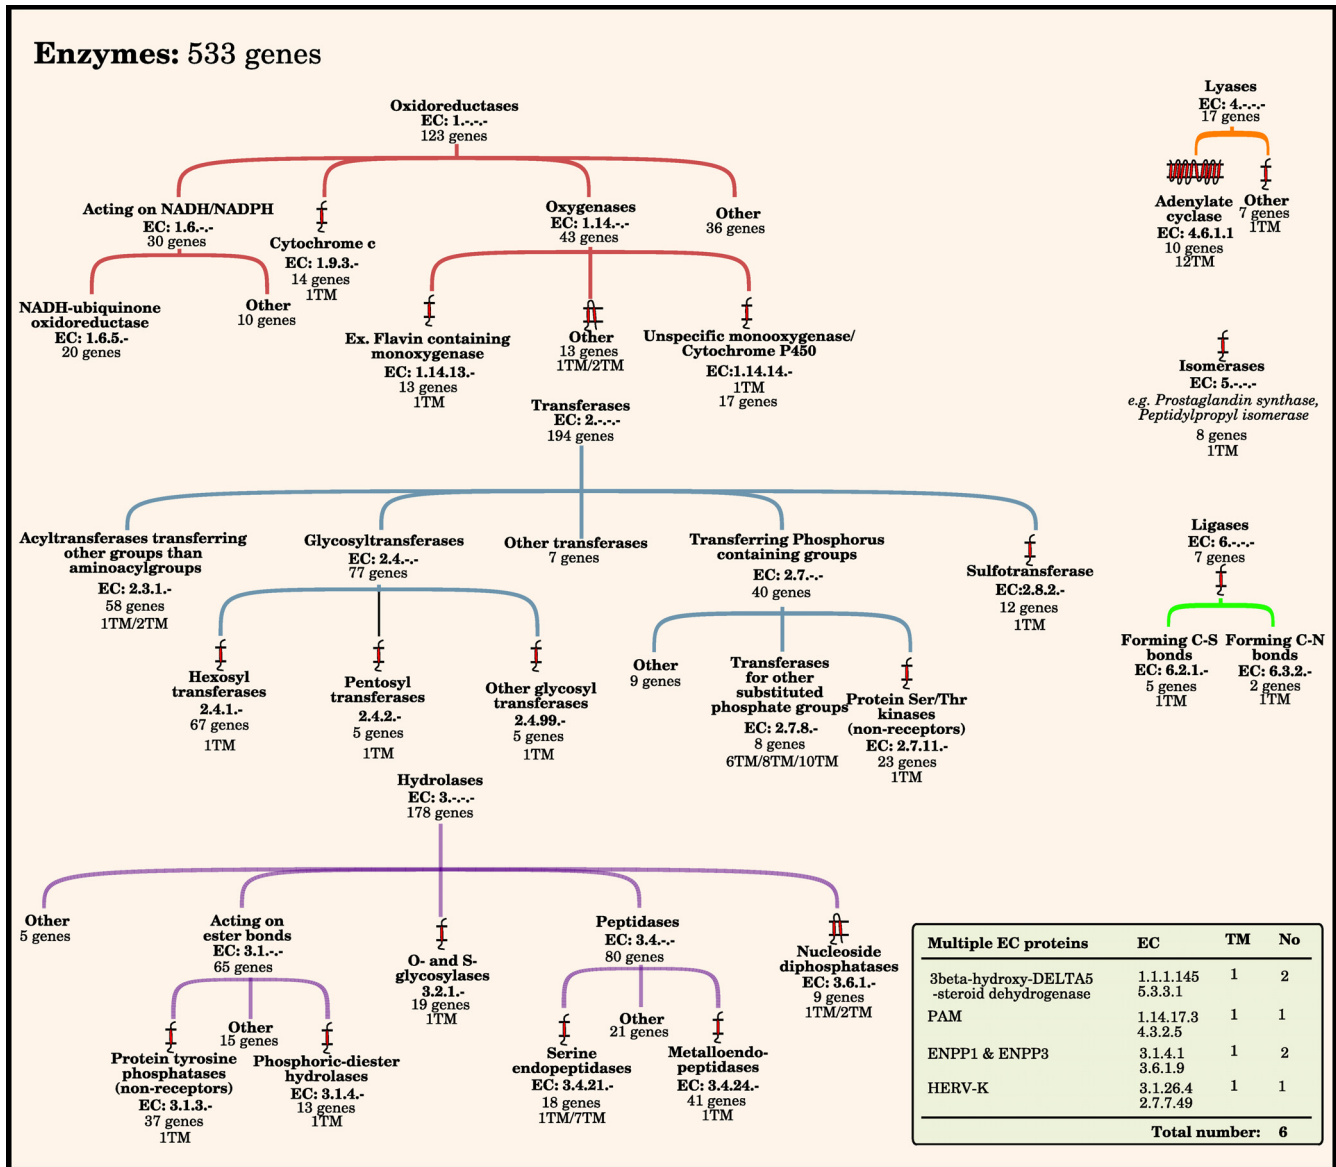 Enzymes: 533 genes
Oxidoreductases
EC: 1.-.-.-
123 genes
Acting on NADH/NADPH
EC: 1.6.-.-
30 genes
NADH-ubiquinone
oxidoreductase
EC: 1.6.5.-
20 genes
Other
10 genes
Cytochrome c
EC: 1.9.3.-
14 genes
1TM
Oxygenases
EC: 1.14.-.-
43 genes
Other
36 genes
Ex. Flavin containing
monoxygenase
EC: 1.14.13.-
13 genes
1TM
Other
13 genes
1TM/2TM
Unspecific monooxygenase/
Cytochrome P450
EC:1.14.14.-
1TM
17 genes
Lyases
EC: 4.-.-.-
17 genes
Adenylate
cyclase
EC: 4.6.1.1
10 genes
12TM
Other
7 genes
1TM
Isomerases
EC: 5.-.-.-
e.g. Prostaglandin synthase,
Peptidylpropyl isomerase
8 genes
1TM
Transferases
EC: 2.-.-.-
194 genes
Acyltransferases transferring
other groups than
aminoacylgroups
EC: 2.3.1.-
58 genes
1TM/2TM
Glycosyltransferases
EC: 2.4.-.-
77 genes
Other transferases
7 genes
Transferring Phosphorus
containing groups
EC: 2.7.-.-
40 genes
Sulfotransferase
EC:2.8.2.-
12 genes
1TM
Hexosyl
transferases
2.4.1.-
67 genes
1TM
Pentosyl
transferases
2.4.2.-
5 genes
1TM
Other glycosyl
transferases
2.4.99.-
5 genes
1TM
Other
9 genes
Transferases
for other
substituted
phosphate groups
EC: 2.7.8.-
8 genes
6TM/8TM/10TM
Protein Ser/Thr
kinases
(non-receptors)
EC: 2.7.11.-
23 genes
1TM
Ligases
EC: 6.-.-.-
7 genes
Forming C-S
bonds
EC: 6.2.1.-
5 genes
1TM
Forming C-N
bonds
EC: 6.3.2.-
2 genes
1TM
Hydrolases
EC: 3.-.-.-
178 genes
Other
5 genes
Acting on
ester bonds
EC: 3.1.-.-
65 genes
O- and S-
glycosylases
3.2.1.-
19 genes
1TM
Peptidases
EC: 3.4.-.-
80 genes
Nucleoside
diphosphatases
EC: 3.6.1.-
9 genes
1TM/2TM
Protein tyrosine
phosphatases
(non-receptors)
EC: 3.1.3.-
37 genes
1TM
Other
15 genes
Phosphoric-diester
hydrolases
EC: 3.1.4.-
13 genes
1TM
Serine
endopeptidases
EC: 3.4.21.-
18 genes
1TM/7TM
Other
21 genes
Metalloendo-
peptidases
EC: 3.4.24.-
41 genes
1TM
Multiple EC proteins EC TM No
3beta-hydroxy-DELTA5 1.1.1.145 1 2
-steroid dehydrogenase 5.3.3.1
PAM 1.14.17.3 1 1
4.3.2.5
ENPP1 & ENPP3 3.1.4.1 1 2
3.6.1.9
HERV-K 3.1.26.4 1 1
2.7.7.49
Total number: 6